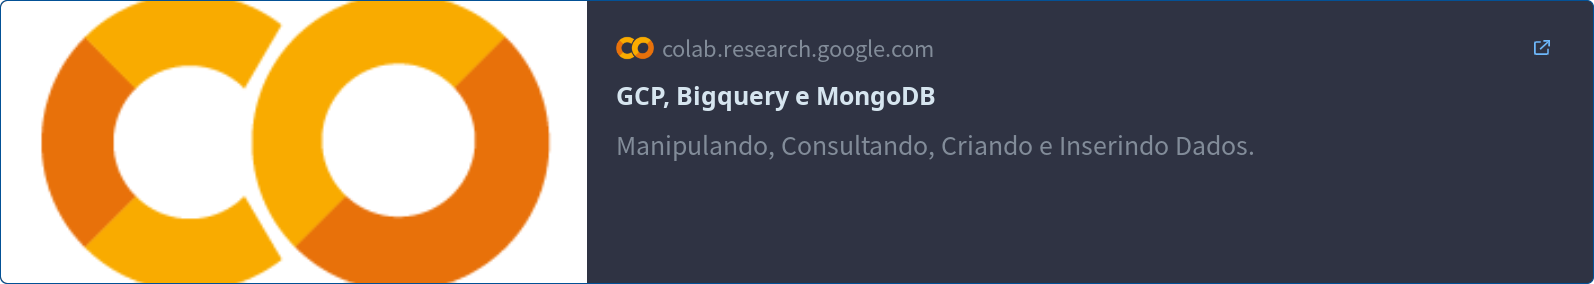 colab.research.google.com
GCP, Bigquery e MongoDB
Manipulando, Consultando, Criando e Inserindo Dados.